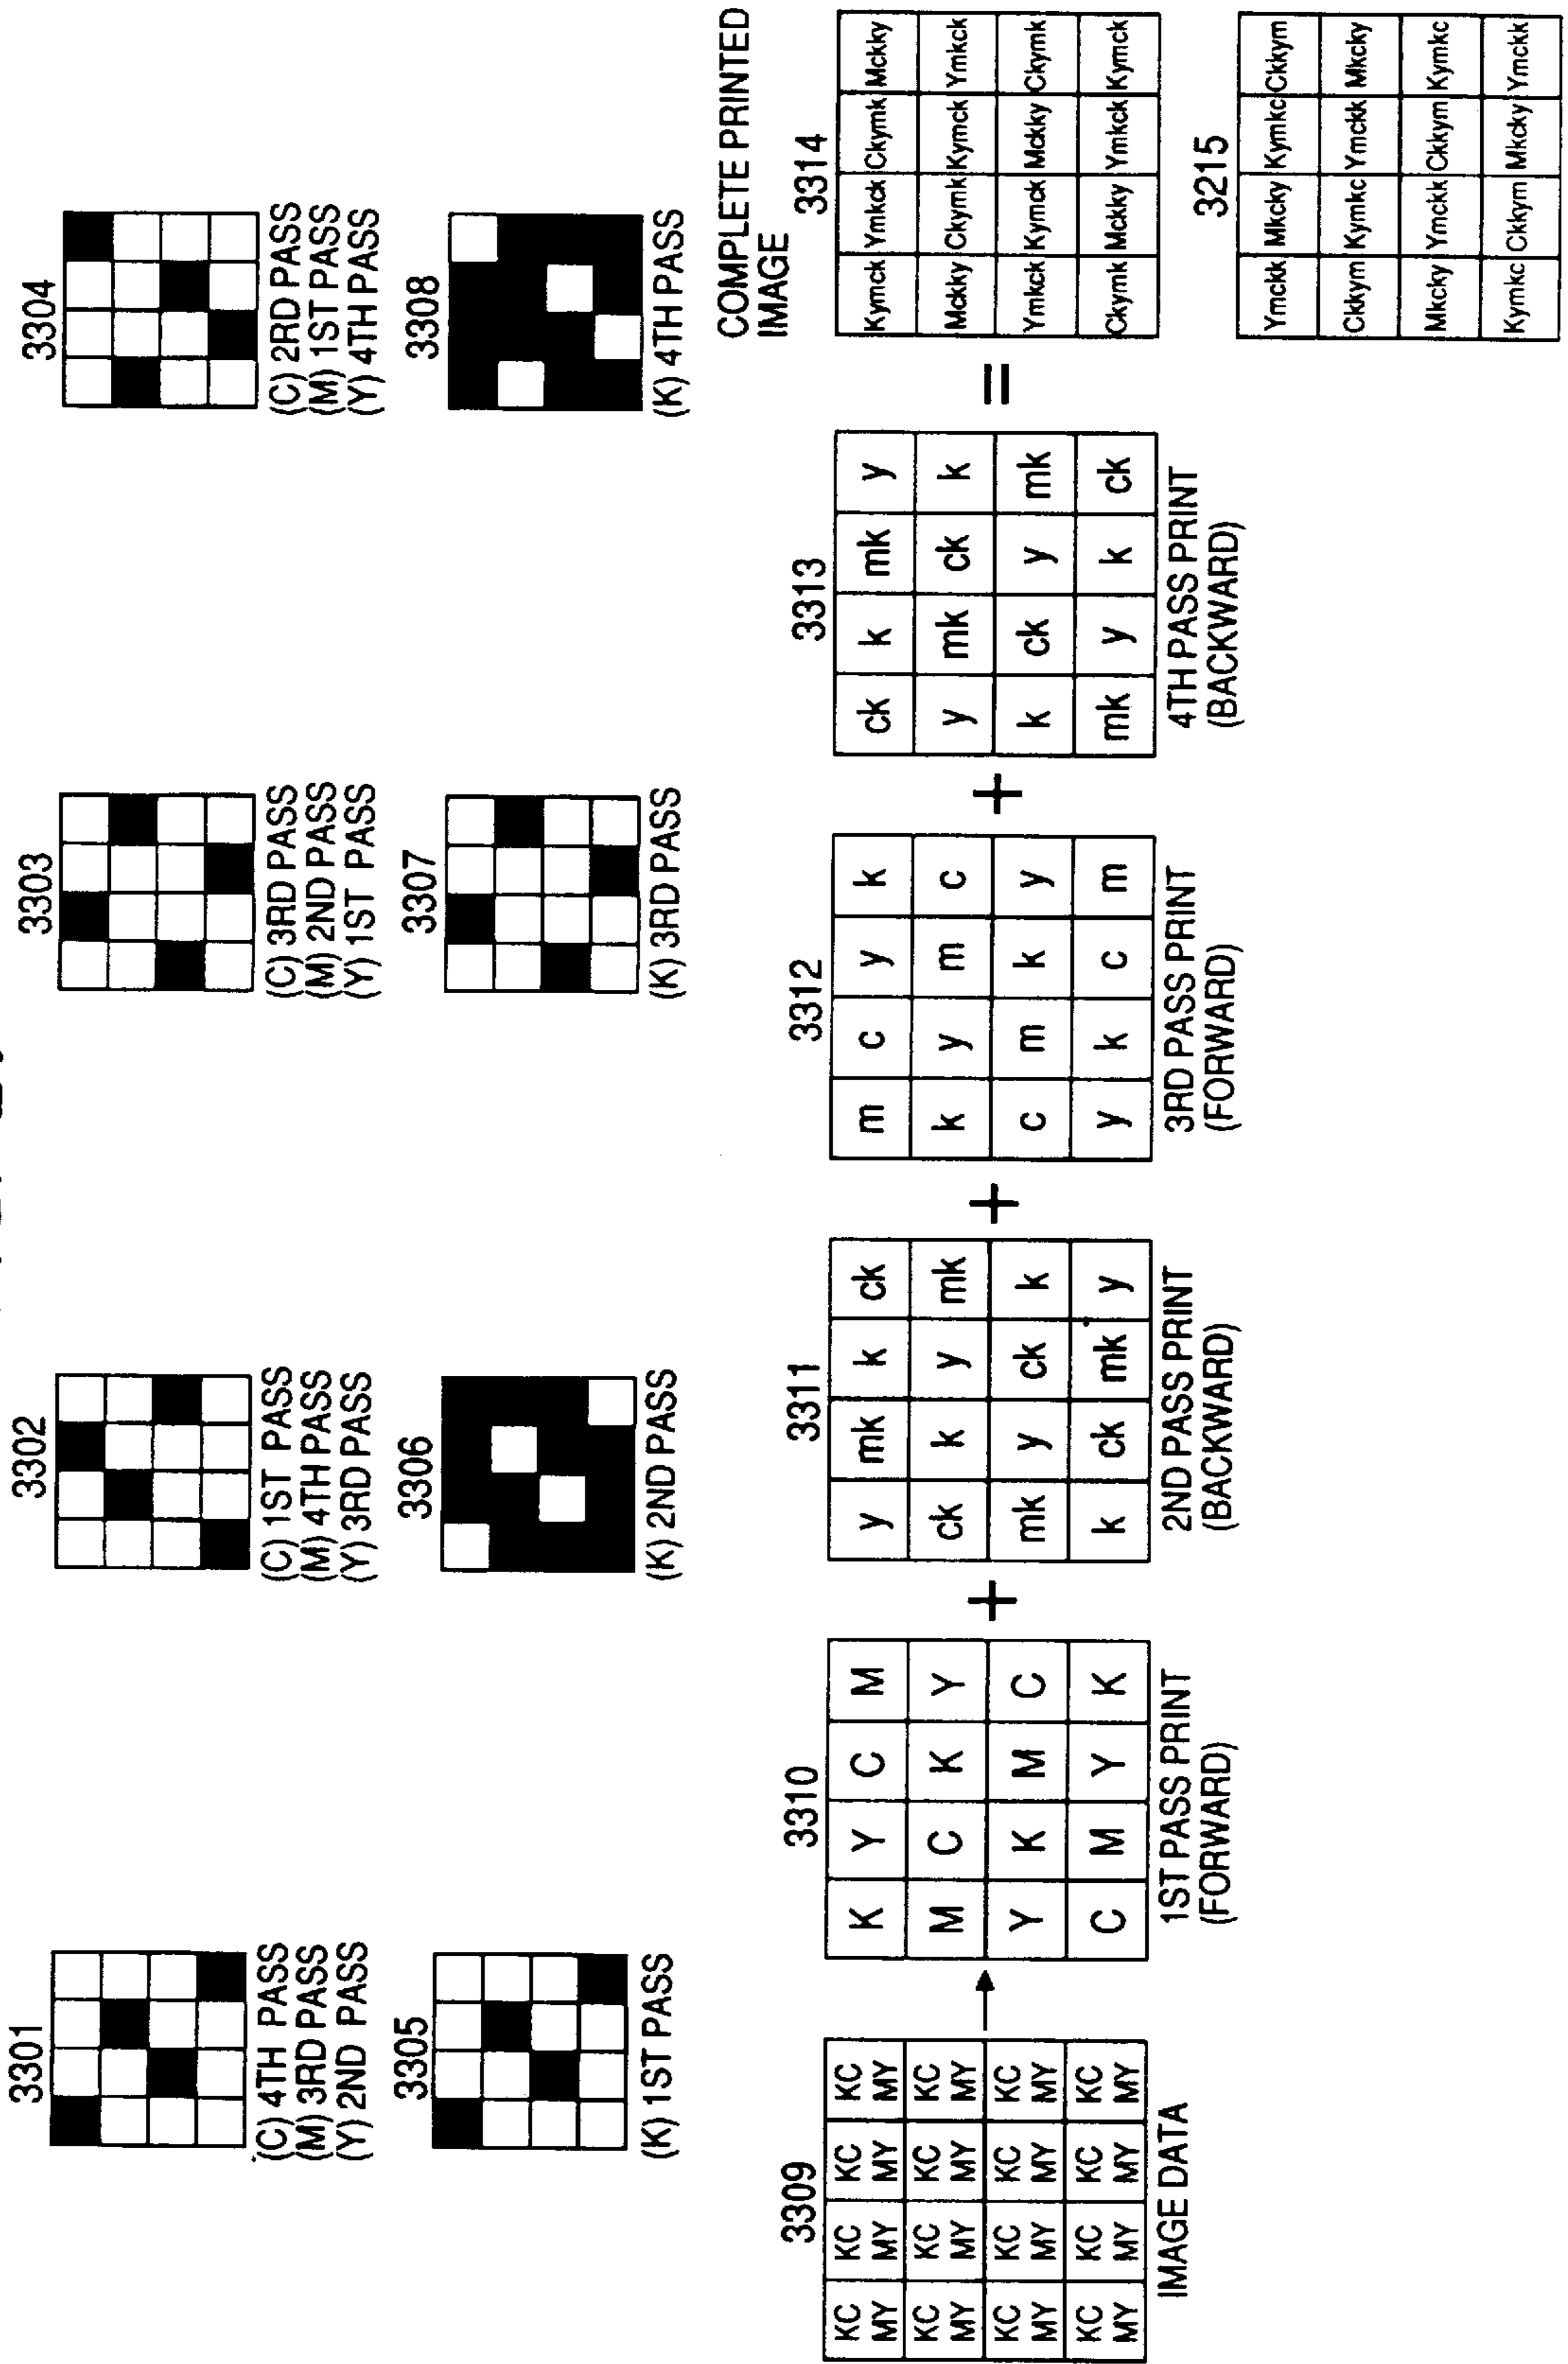 3301
(C) 4TH PASS
(M) 3RD PASS
(Y) 2ND PASS
3302
(C) 1ST PASS
(M) 4TH PASS
(Y) 3RD PASS
3303
(C) 3RD PASS
(M) 2ND PASS
(Y) 1ST PASS
3304
(C) 2RD PASS
(M) 1ST PASS
(Y) 4TH PASS
3305
(K) 1ST PASS
3306
(K) 2ND PASS
3307
(K) 3RD PASS
3308
(K) 4TH PASS
3309
KC KC KC KC
MY MY MY MY
KC KC KC KC
MY MY MY MY
KC KC KC KC
MY MY MY MY
KC KC KC KC
MY MY MY MY
IMAGE DATA
3310
K Y C M
M C K Y
Y K M C
C M Y K
1ST PASS PRINT
(FORWARD)
+
3311
y mk k ck
ck k y mk
mk y ck k
k ck mk y
2ND PASS PRINT
(BACKWARD)
+
3312
m c y k
k y m c
c m k y
y k c m
3RD PASS PRINT
(FORWARD)
+
3313
ck k mk y
y mk ck k
k ck y mk
mk y k ck
4TH PASS PRINT
(BACKWARD)
=
COMPLETE PRINTED
IMAGE
3314
Kymck Ymkck Ckymk Mckky
Mckky Ckymk Kymck Ymkck
Ymkck Kymck Mckky Ckymk
Ckymk Mckky Ymkck Kymck
3215
Ymckk Mkcky Kymkc Ckkym
Ckkym Kymkc Ymckk Mkcky
Mkcky Ymckk Ckkym Kymkc
Kymkc Ckkym Mkcky Ymckk